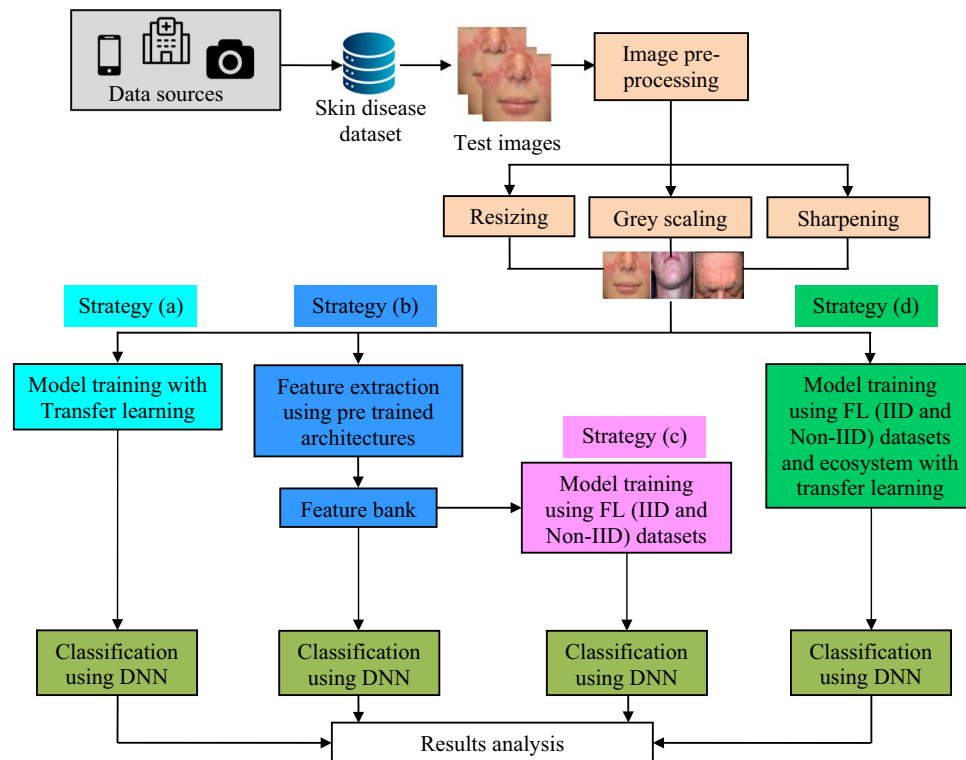 Data sources
Skin disease
dataset
Test images
Image pre-
processing
Resizing
Grey scaling
Sharpening
Strategy (a)
Strategy (b)
Strategy (d)
Model training with
Transfer learning
Feature extraction
using pre trained
architectures
Feature bank
Strategy (c)
Model training
using FL (IID and
Non-IID) datasets
Model training
using FL (IID and
Non-IID) datasets
and ecosystem with
transfer learning
Classification
using DNN
Classification
using DNN
Classification
using DNN
Classification
using DNN
Results analysis